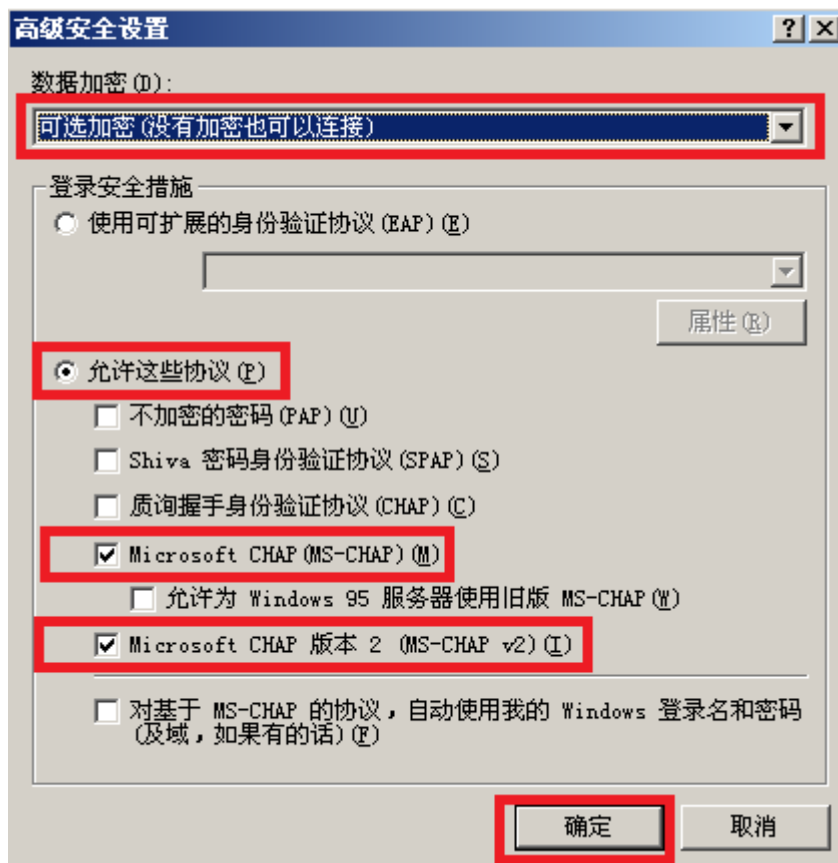 高级安全设置
数据加密(D):
可选加密(没有加密也可以连接)
登录安全措施
使用可扩展的身份验证协议(EAP)(E)
属性(R)
允许这些协议(P)
不加密的密码(PAP)(U)
Shiva 密码身份验证协议(SPAP)(S)
质询握手身份验证协议(CHAP)(C)
Microsoft CHAP(MS-CHAP)(M)
允许为 Windows 95 服务器使用旧版 MS-CHAP(W)
Microsoft CHAP 版本 2 (MS-CHAP v2)(I)
对基于 MS-CHAP 的协议，自动使用我的 Windows 登录名和密码
(及域，如果有的话)(F)
确定
取消